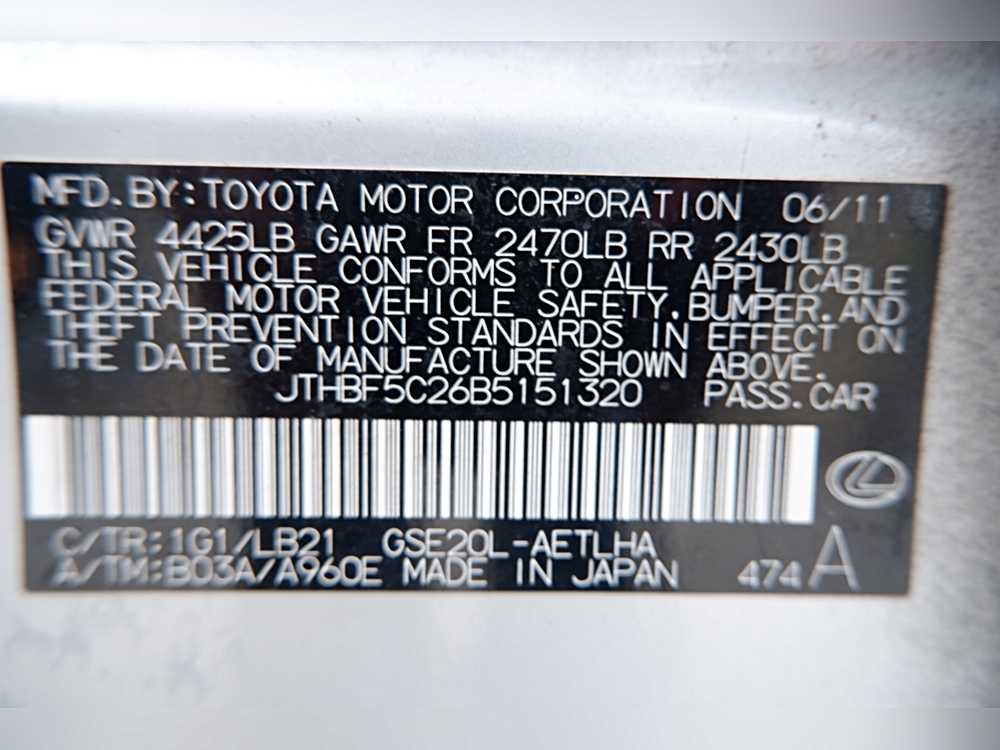 MFD.BY:TOYOTA MOTOR CORPORATION 06/11
GVWR 4425LB GAWR FR 2470LB RR 2430LB
THIS VEHICLE CONFORMS TO ALL APPLICABLE
FEDERAL MOTOR VEHICLE SAFETY,BUMPER,AND
THEFT PREVENTION STANDARDS IN EFFECT ON
THE DATE OF MANUFACTURE SHOWN ABOVE.
JTHBF5C26B5151320 PASS.CAR
C/TR:1G1/LB21 GSE20L-AETLHA
A/TM:B03A/A960E MADE IN JAPAN 474 A